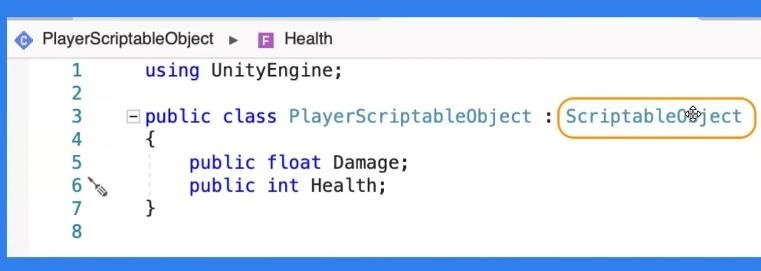 PlayerScriptableObject ▶ F Health
1 using UnityEngine;
2
3 public class PlayerScriptableObject : ScriptableObject
4 {
5 public float Damage;
6 public int Health;
7 }
8